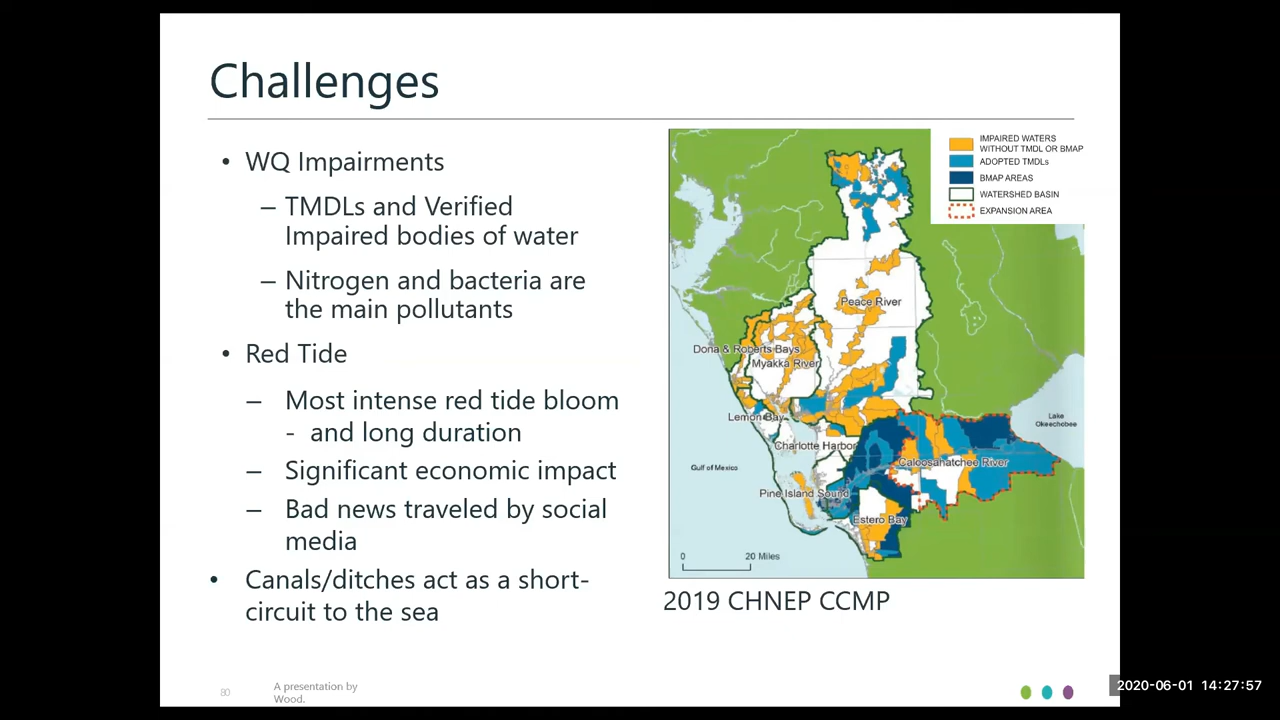 Challenges
• WQ Impairments
– TMDLs and Verified
Impaired bodies of water
– Nitrogen and bacteria are
the main pollutants
• Red Tide
– Most intense red tide bloom
- and long duration
– Significant economic impact
– Bad news traveled by social
media
• Canals/ditches act as a short-
circuit to the sea
IMPAIRED WATERS
WITHOUT TMDL OR BMAP
ADOPTED TMDLs
BMAP AREAS
WATERSHED BASIN
EXPANSION AREA
Peace River
Dona & Roberts Bays
Myakka River
Lemon Bay
Lake
Okeechobee
Charlotte Harbor
Caloosahatchee River
Gulf of Mexico
Pine Island Sound
Estero Bay
0 20 Miles
2019 CHNEP CCMP
80
A presentation by
Wood.
2020-06-01 14:27:57